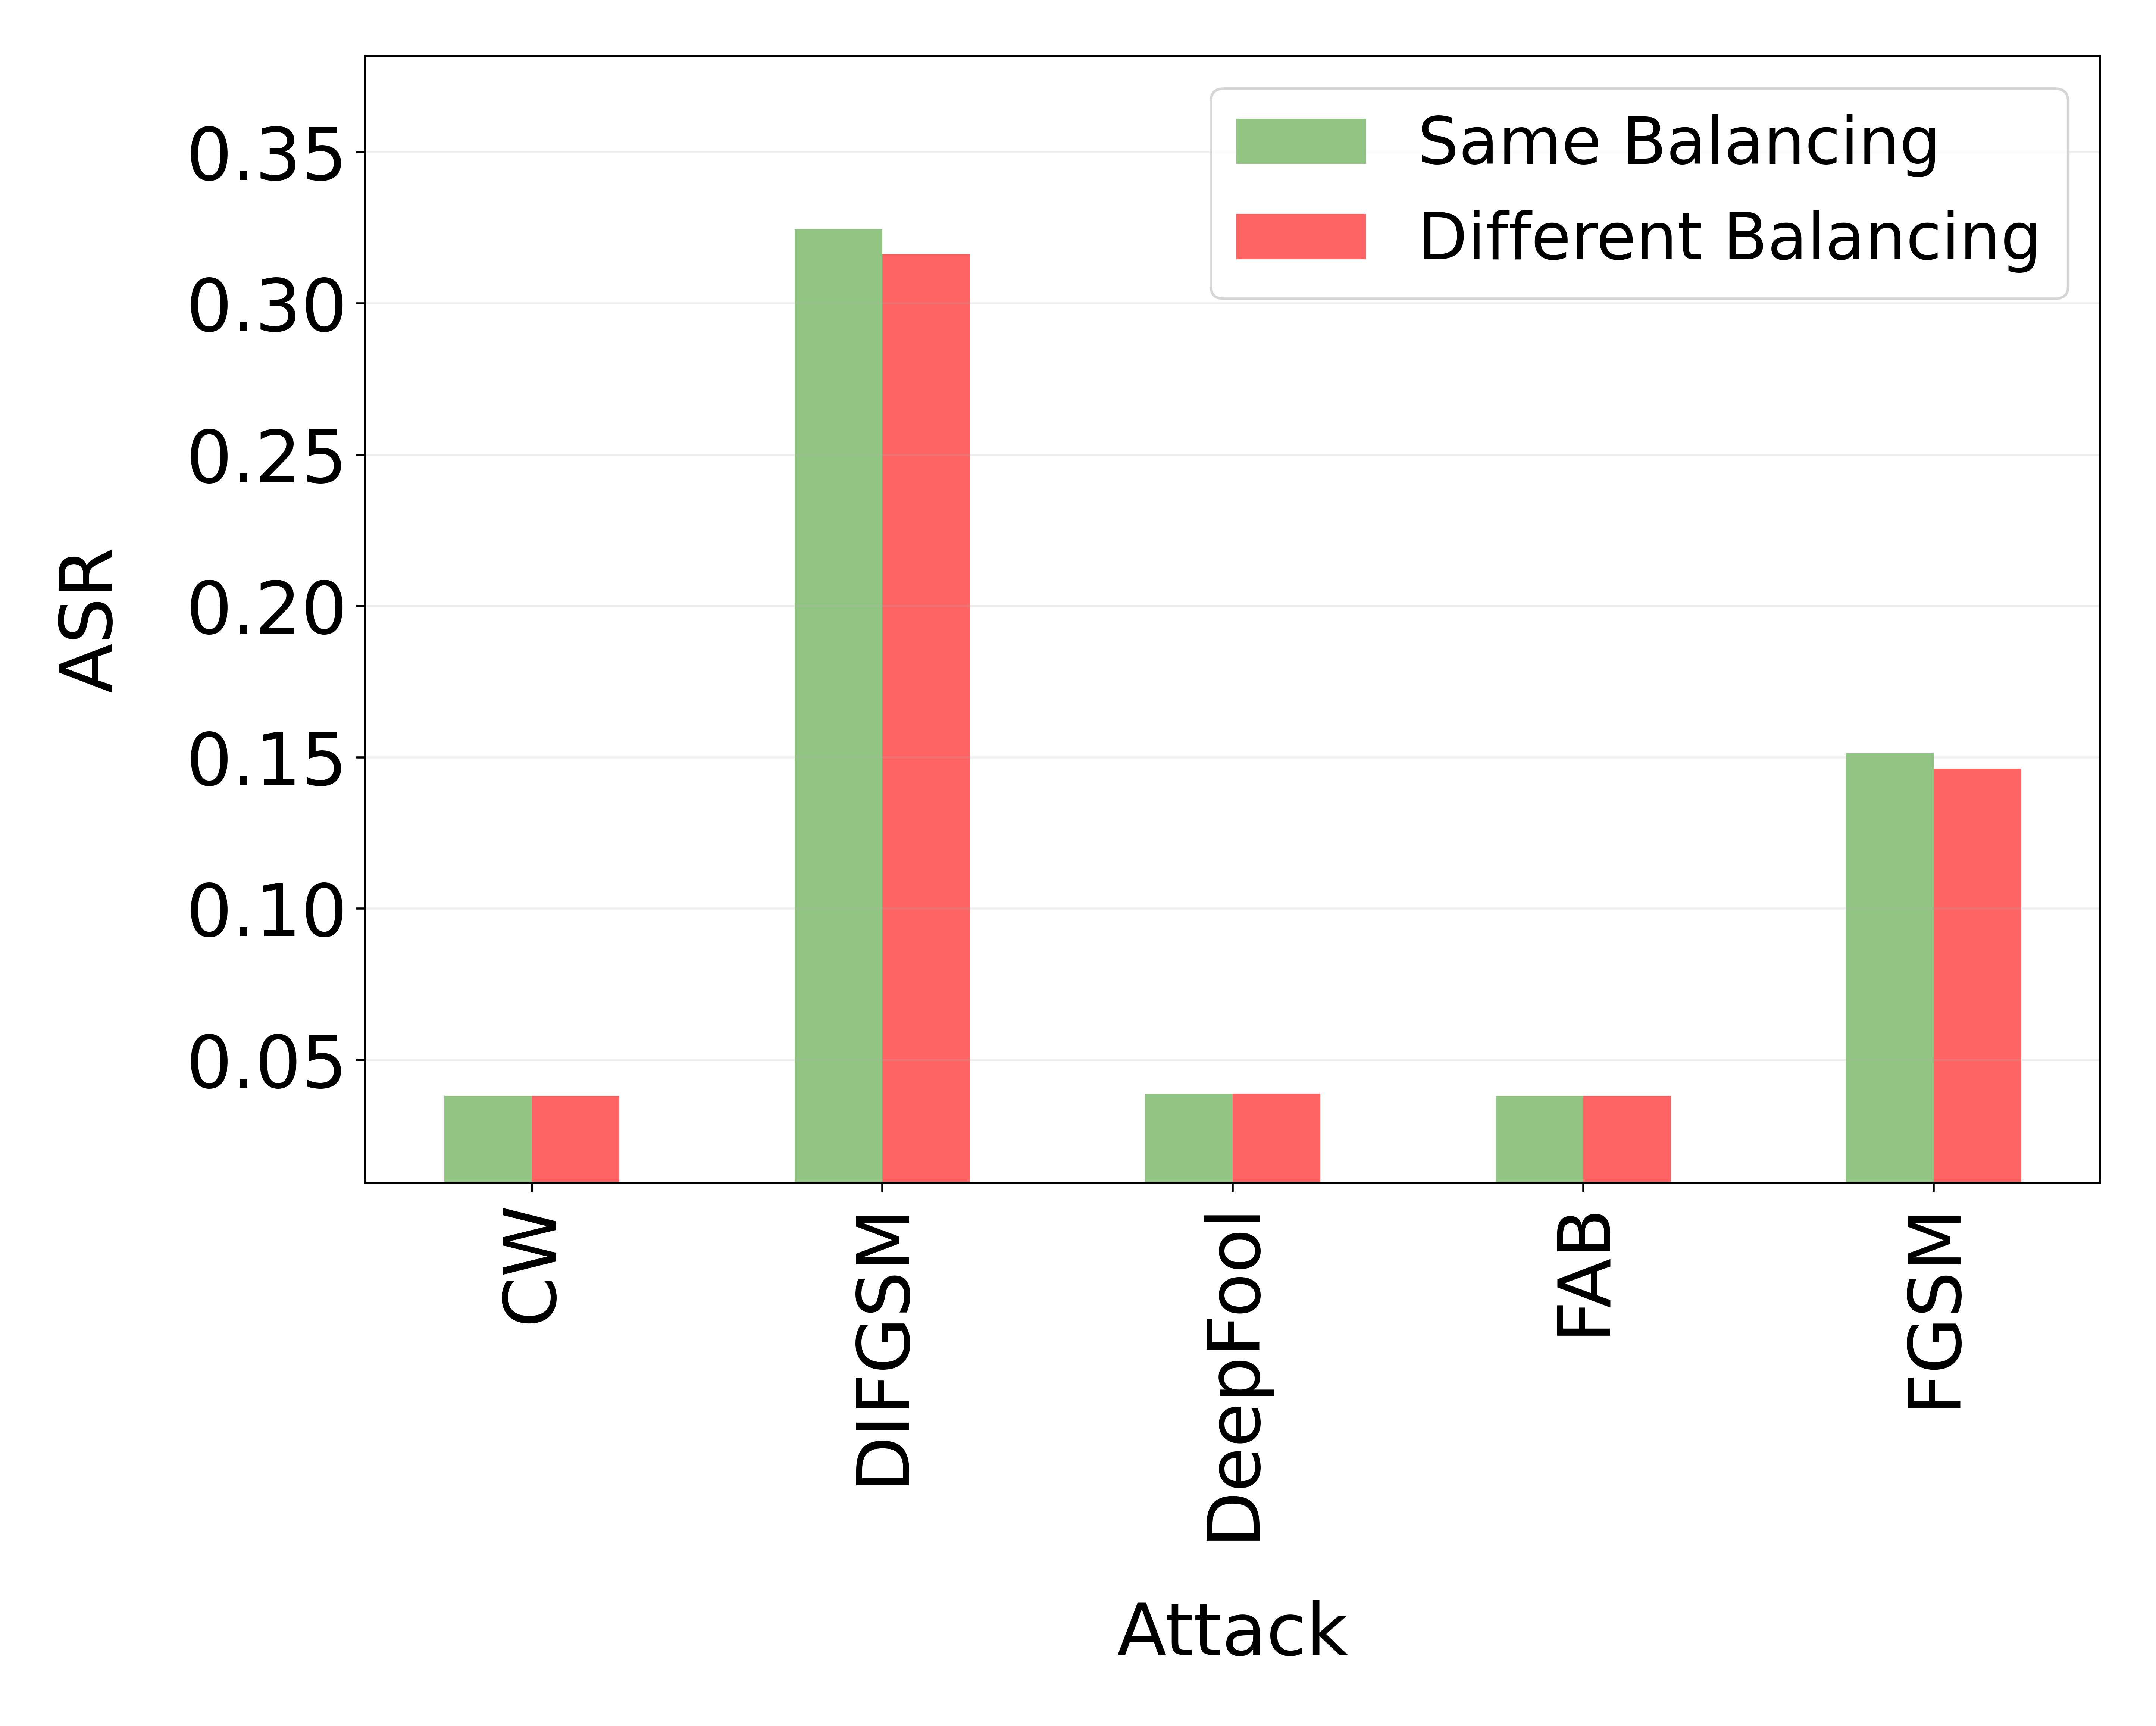 Same Balancing
Different Balancing
0.35
0.30
0.25
0.20
0.15
0.10
0.05
ASR
CW
DIFGSM
DeepFool
FAB
FGSM
Attack